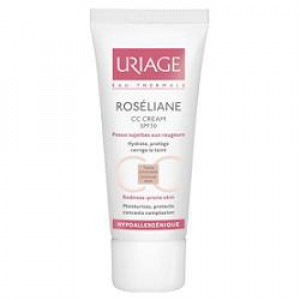 URIAGE
EAU THERMALE
ROSÉLIANE
CC CREAM
SPF30
Peaux sujettes aux rougeurs
Hydrate, protège
corrige le teint
CC
Redness-prone skin
Moisturizes, protects
conceals complexion
HYPOALLERGÉNIQUE